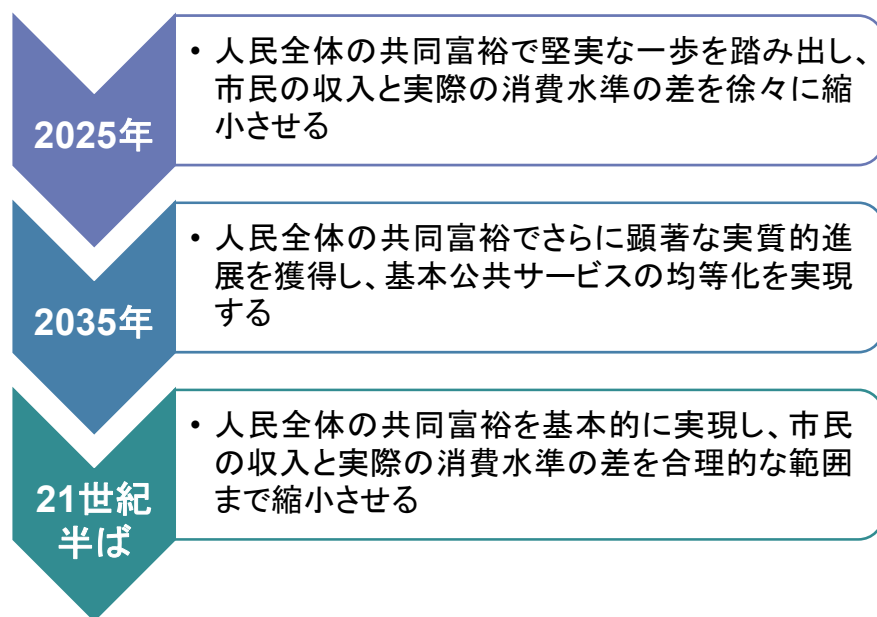 2025年
• 人民全体の共同富裕で堅実な一歩を踏み出し、
市民の収入と実際の消費水準の差を徐々に縮
小させる
2035年
• 人民全体の共同富裕でさらに顕著な実質的進
展を獲得し、基本公共サービスの均等化を実現
する
21世紀
半ば
• 人民全体の共同富裕を基本的に実現し、市民
の収入と実際の消費水準の差を合理的な範囲
まで縮小させる